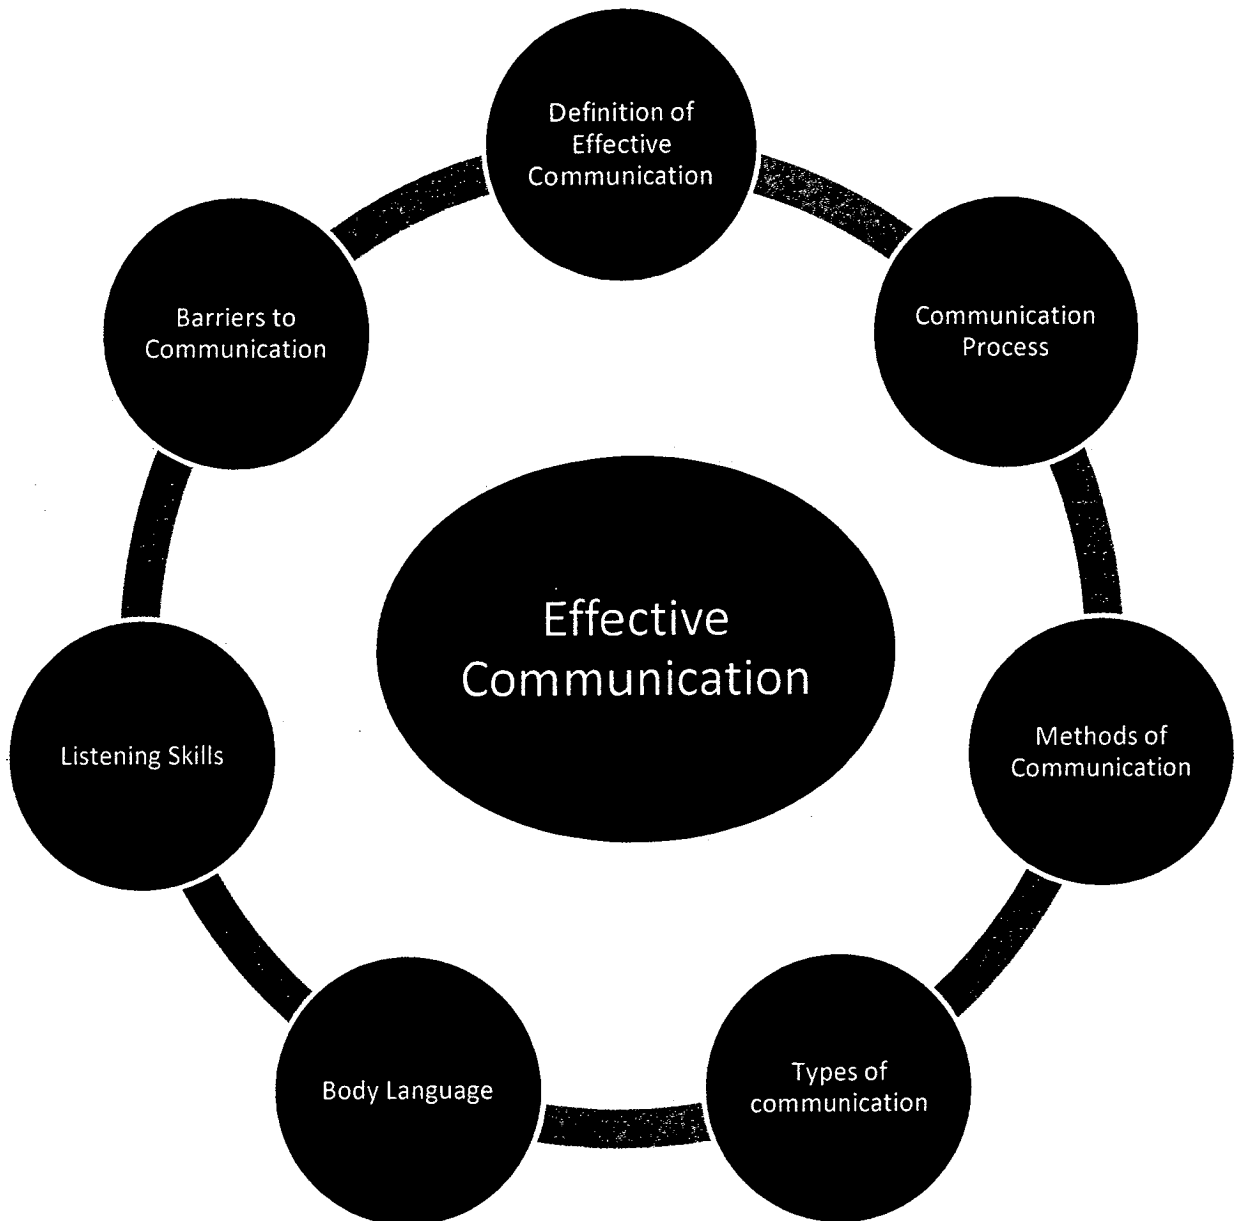 Definition of
Effective
Communication
Communication
Process
Methods of
Communication
Types of
communication
Body Language
Listening Skills
Barriers to
Communication
Effective
Communication